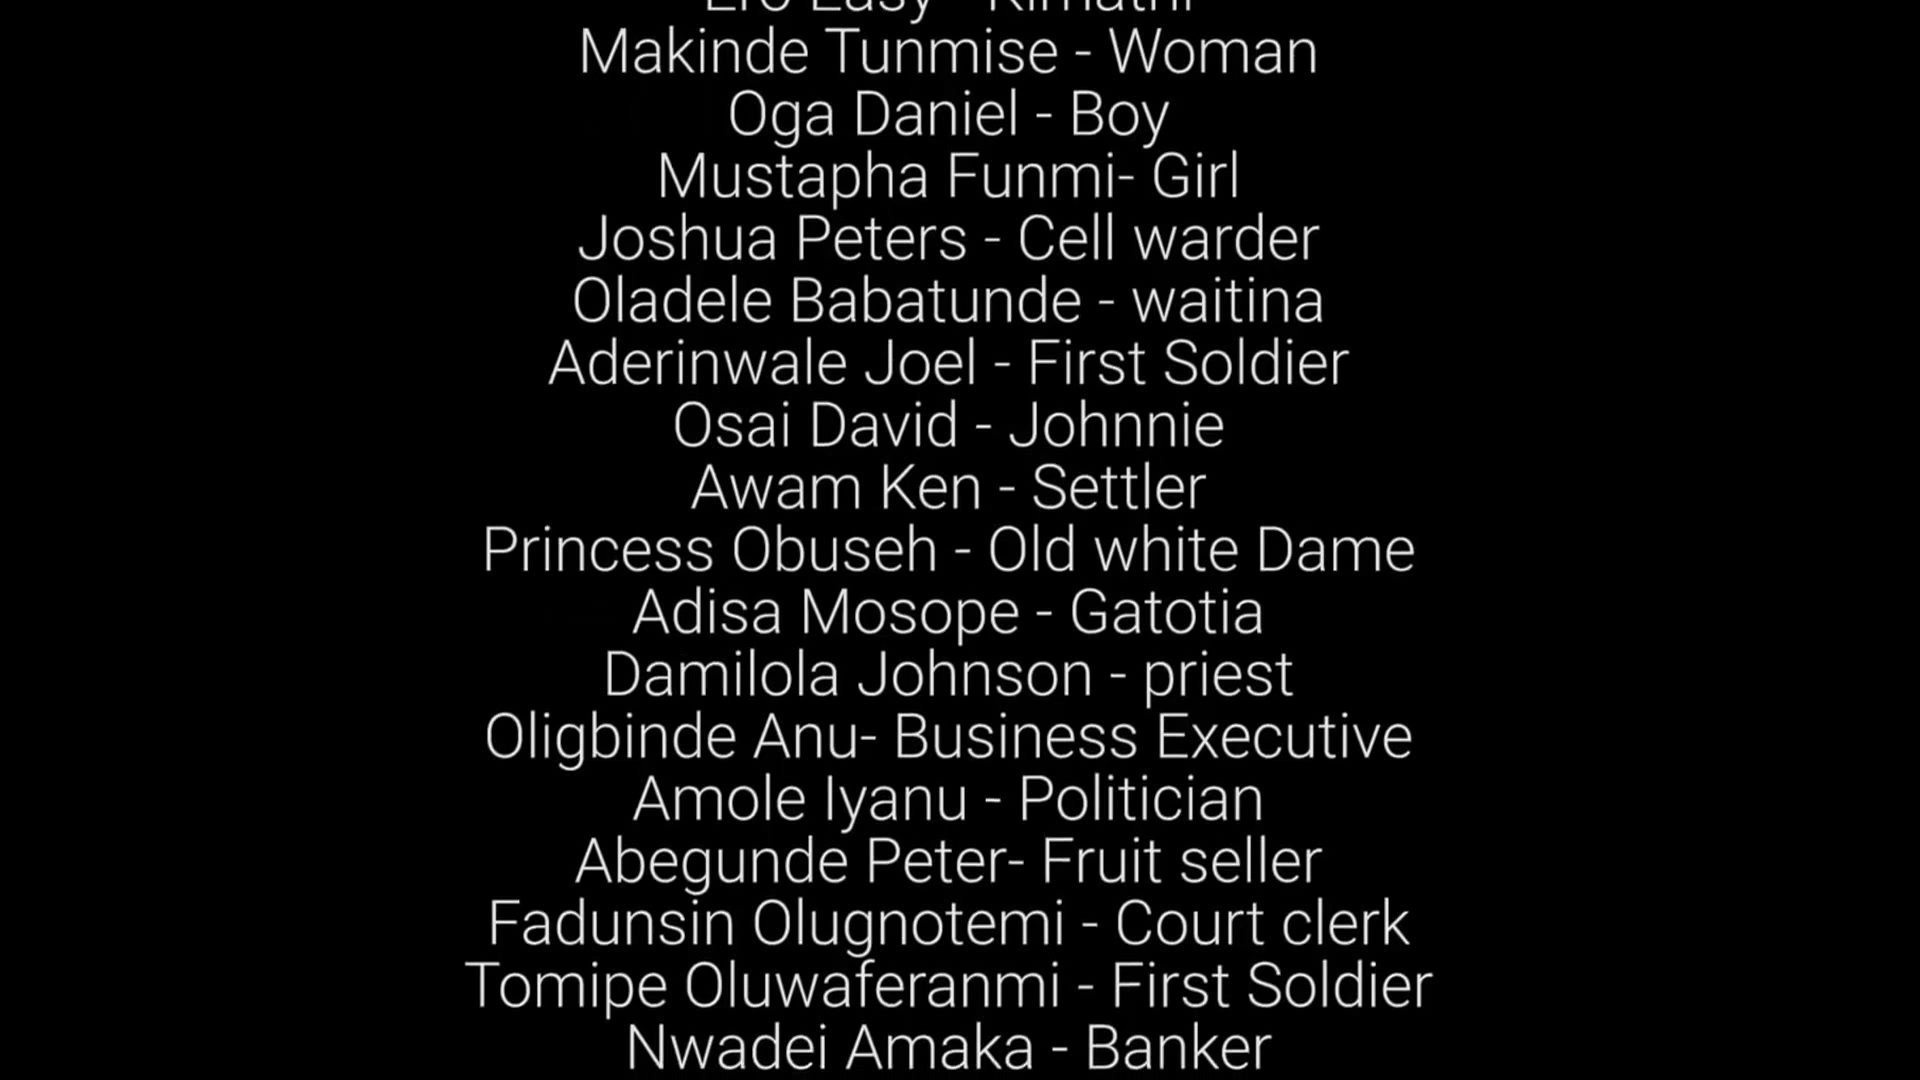 Ero Easy - Kimathi
Makinde Tunmise - Woman
Oga Daniel - Boy
Mustapha Funmi- Girl
Joshua Peters - Cell warder
Oladele Babatunde - waitina
Aderinwale Joel - First Soldier
Osai David - Johnnie
Awam Ken - Settler
Princess Obuseh - Old white Dame
Adisa Mosope - Gatotia
Damilola Johnson - priest
Oligbinde Anu- Business Executive
Amole Iyanu - Politician
Abegunde Peter- Fruit seller
Fadunsin Olugnotemi - Court clerk
Tomipe Oluwaferanmi - First Soldier
Nwadei Amaka - Banker